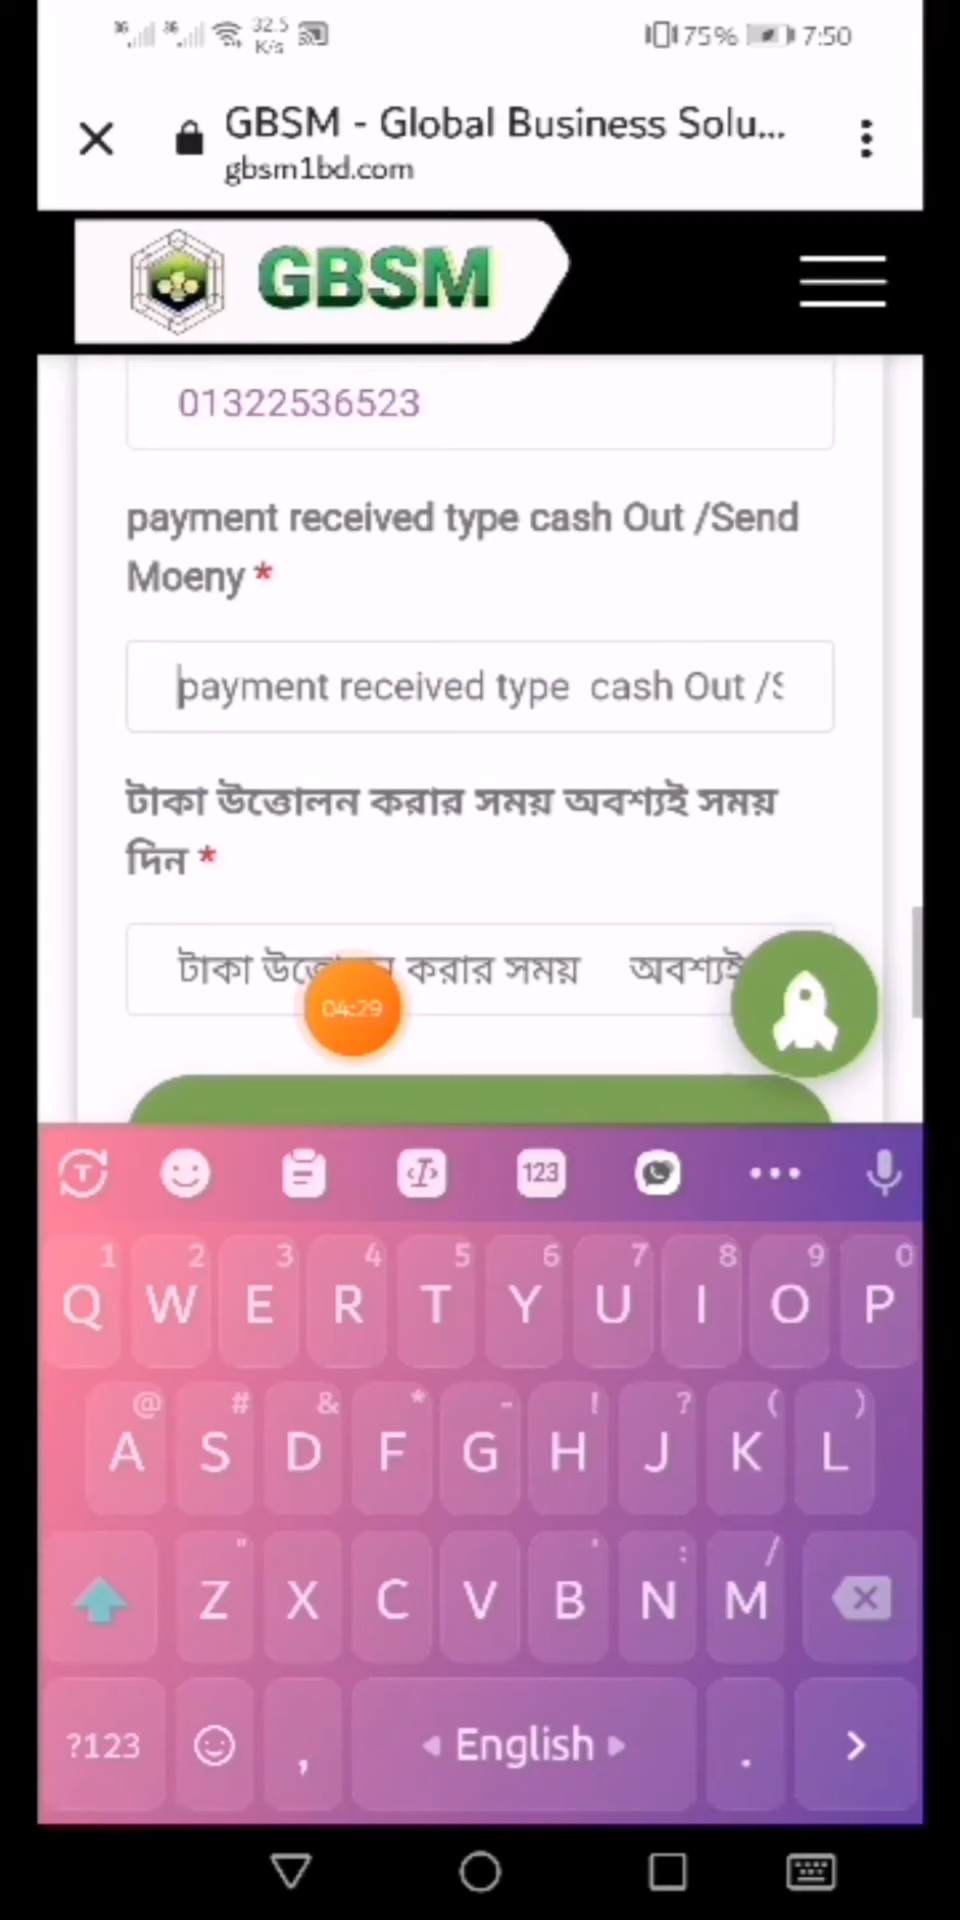 32.5
K/s
75%
7:50
GBSM - Global Business Solu...
gbsm1bd.com
GBSM
01322536523
payment received type cash Out /Send
Moeny *
payment received type cash Out /S
টাকা উত্তোলন করার সময় অবশ্যই সময়
দিন *
টাকা করার সময় অবশ্যই
04:29
T
123
1 2 3 4 5 6 7 8 9 0
Q W E R T Y U I O P
@ # & * - ! ? ( )
A S D F G H J K L
" ' : /
Z X C V B N M
?123 , English . >